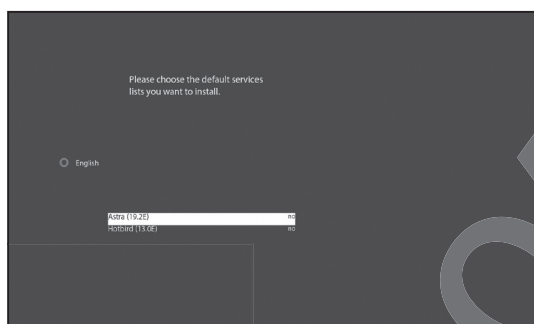 Please choose the default services
lists you want to install.
English
Astra (19.2E) no
Hotbird (13.0E) no